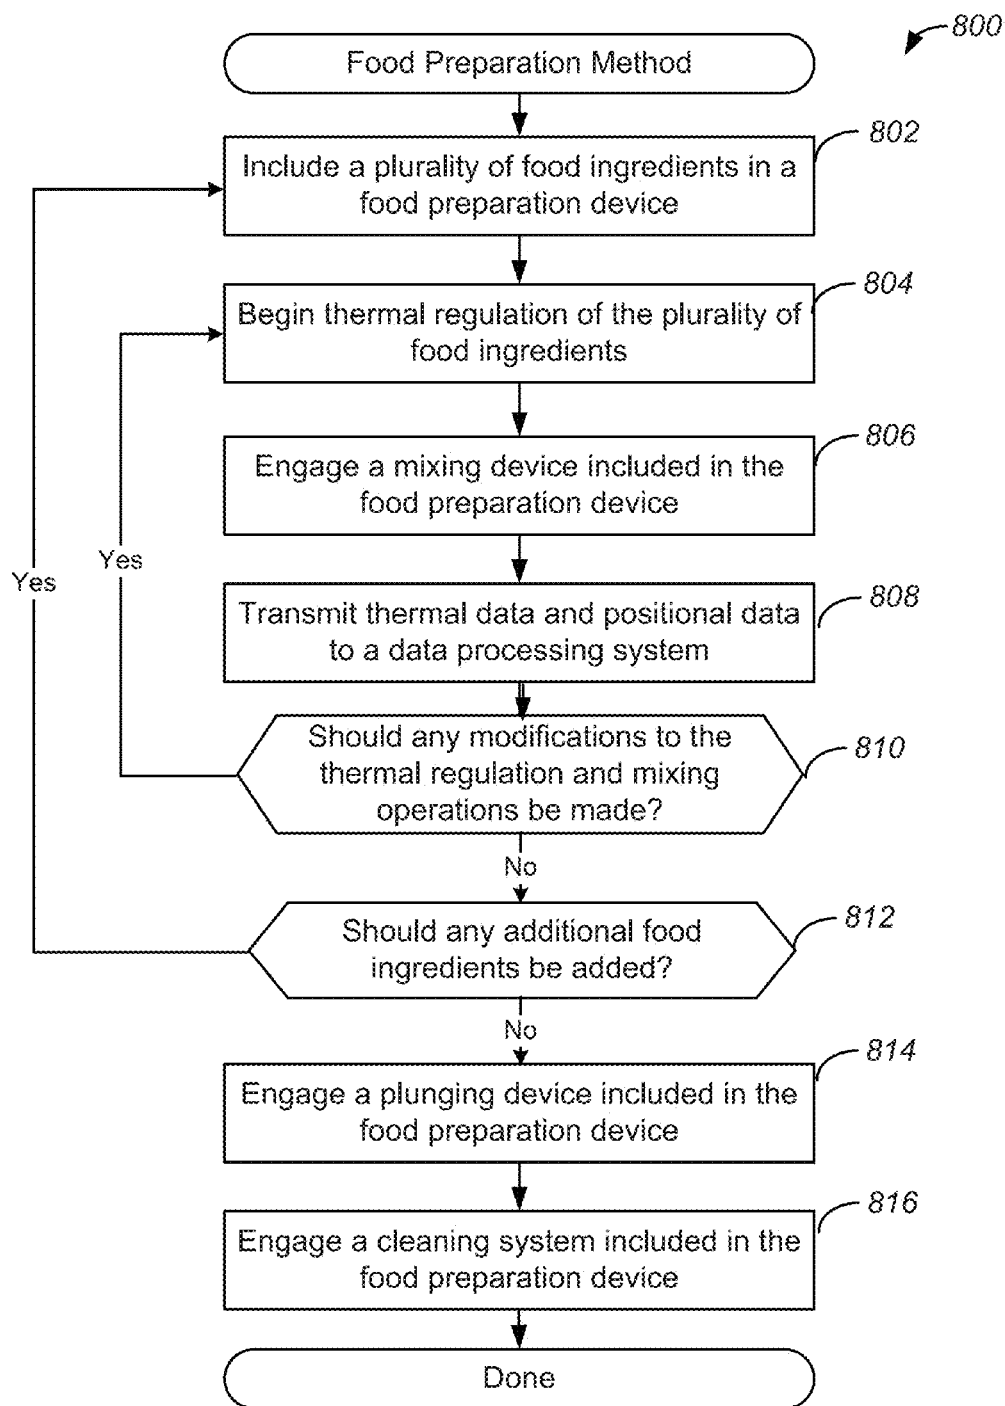 800
Food Preparation Method
802
Include a plurality of food ingredients in a
food preparation device
804
Begin thermal regulation of the plurality of
food ingredients
806
Engage a mixing device included in the
food preparation device
Yes
Yes
808
Transmit thermal data and positional data
to a data processing system
810
Should any modifications to the
thermal regulation and mixing
operations be made?
No
812
Should any additional food
ingredients be added?
No
814
Engage a plunging device included in the
food preparation device
816
Engage a cleaning system included in the
food preparation device
Done